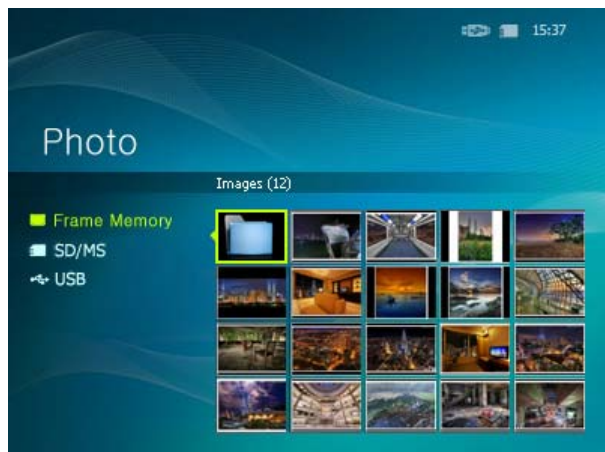 15:37
Photo
Images (12)
Frame Memory
SD/MS
USB